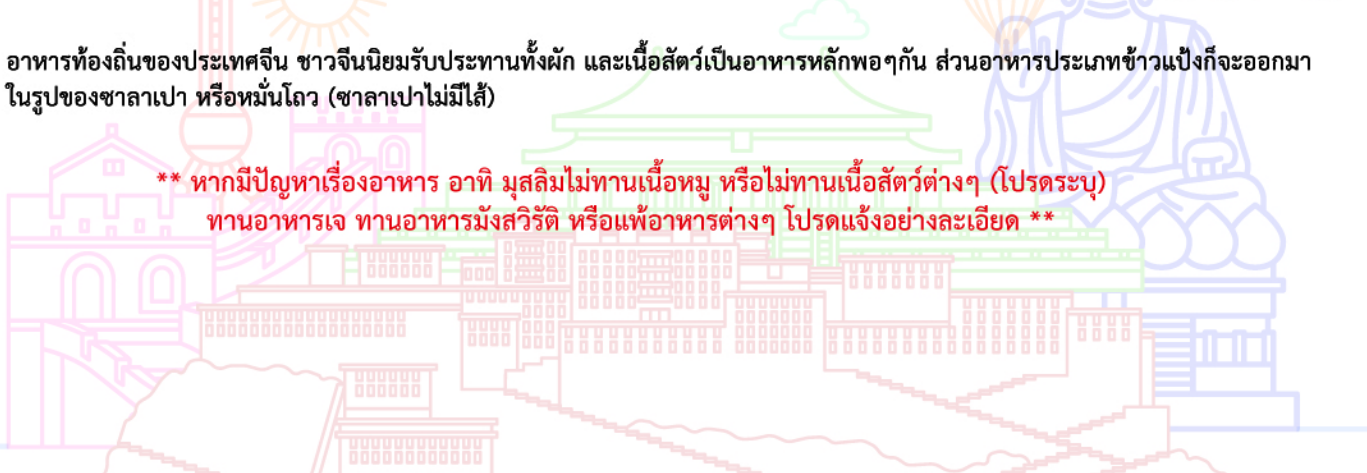 อาหารท้องถิ่นของประเทศจีน ชาวจีนนิยมรับประทานทั้งผัก และเนื้อสัตว์เป็นอาหารหลักพอๆกัน ส่วนอาหารประเภทข้าวแป้งก็จะออกมา
ในรูปของซาลาเปา หรือหมั่นโถว (ซาลาเปาไม่มีไส้)
** หากมีปัญหาเรื่องอาหาร อาทิ มุสลิมไม่ทานเนื้อหมู หรือไม่ทานเนื้อสัตว์ต่างๆ (โปรดระบุ)
ทานอาหารเจ ทานอาหารมังสวิรัติ หรือแพ้อาหารต่างๆ โปรดแจ้งอย่างละเอียด **